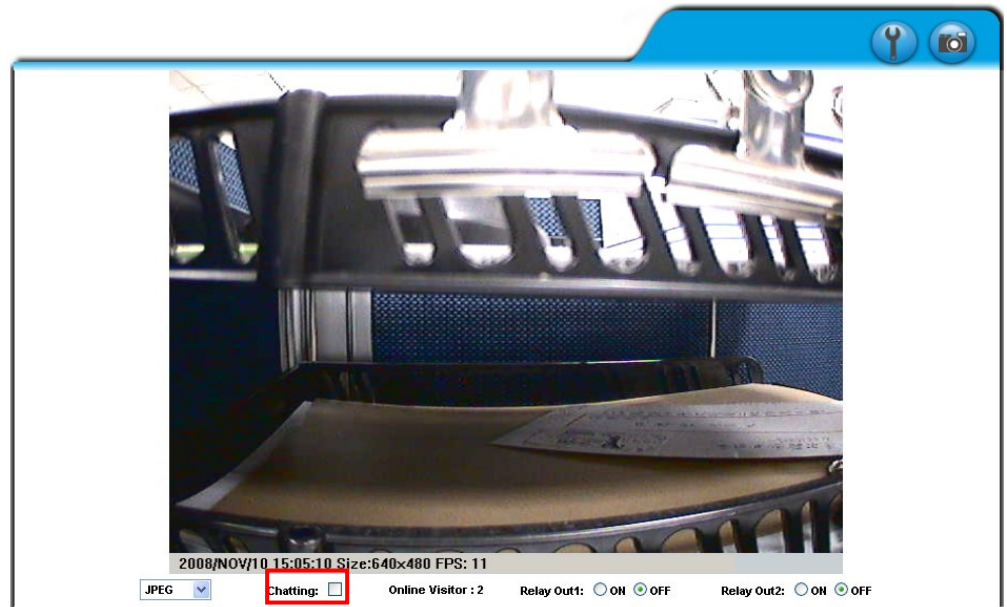 2008/NOV/10 15:05:10 Size:640x480 FPS: 11
JPEG Chatting: Online Visitor : 2 Relay Out1: ON OFF Relay Out2: ON OFF